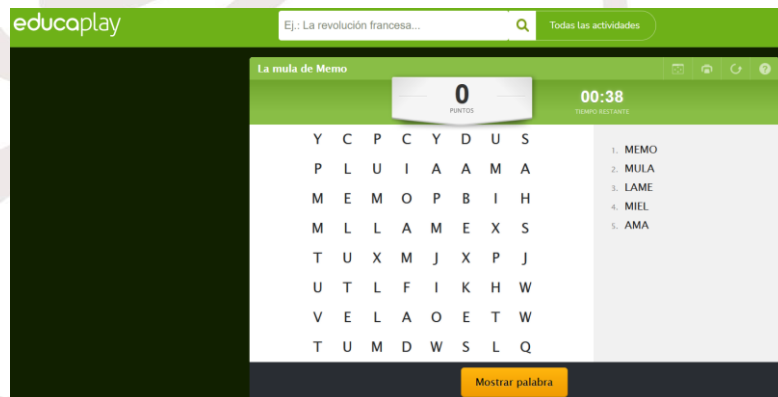 educaplay
Ej.: La revolución francesa...
Todas las actividades
La mula de Memo
0
PUNTOS
00:38
TIEMPO RESTANTE
Y C P C Y D U S
P L U I A A M A
M E M O P B I H
M L L A M E X S
T U X M J X P J
U T L F I K H W
V E L A O E T W
T U M D W S L Q
1. MEMO
2. MULA
3. LAME
4. MIEL
5. AMA
Mostrar palabra